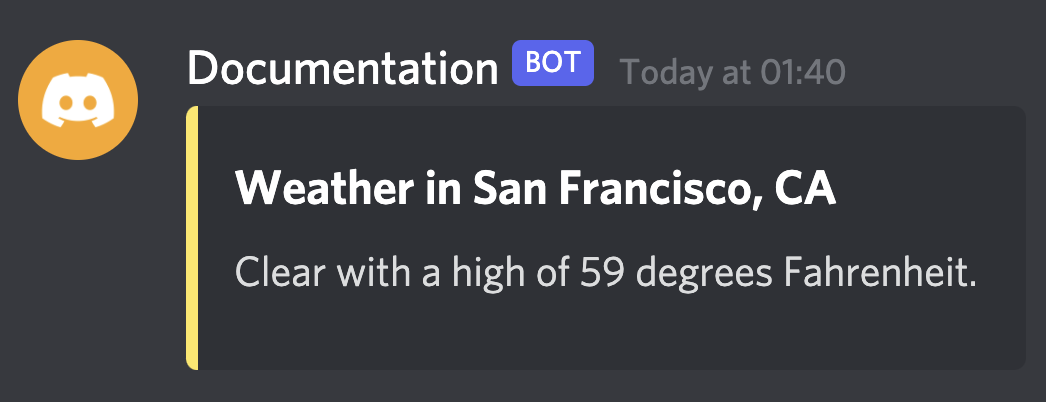 Documentation BOT Today at 01:40
Weather in San Francisco, CA
Clear with a high of 59 degrees Fahrenheit.